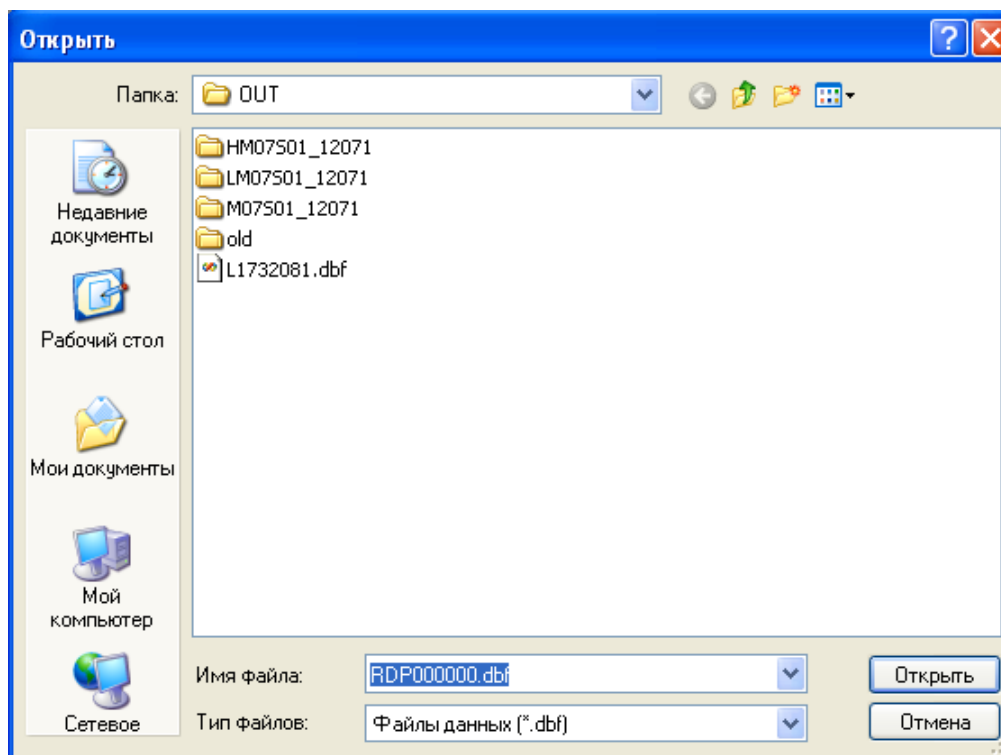 Открыть
Папка: OUT
HM07S01_12071
LM07S01_12071
M07S01_12071
old
L1732081.dbf
Недавние
документы
Рабочий стол
Мои документы
Мой
компьютер
Сетевое
Имя файла: RDP000000.dbf Открыть
Тип файлов: Файлы данных (*.dbf) Отмена